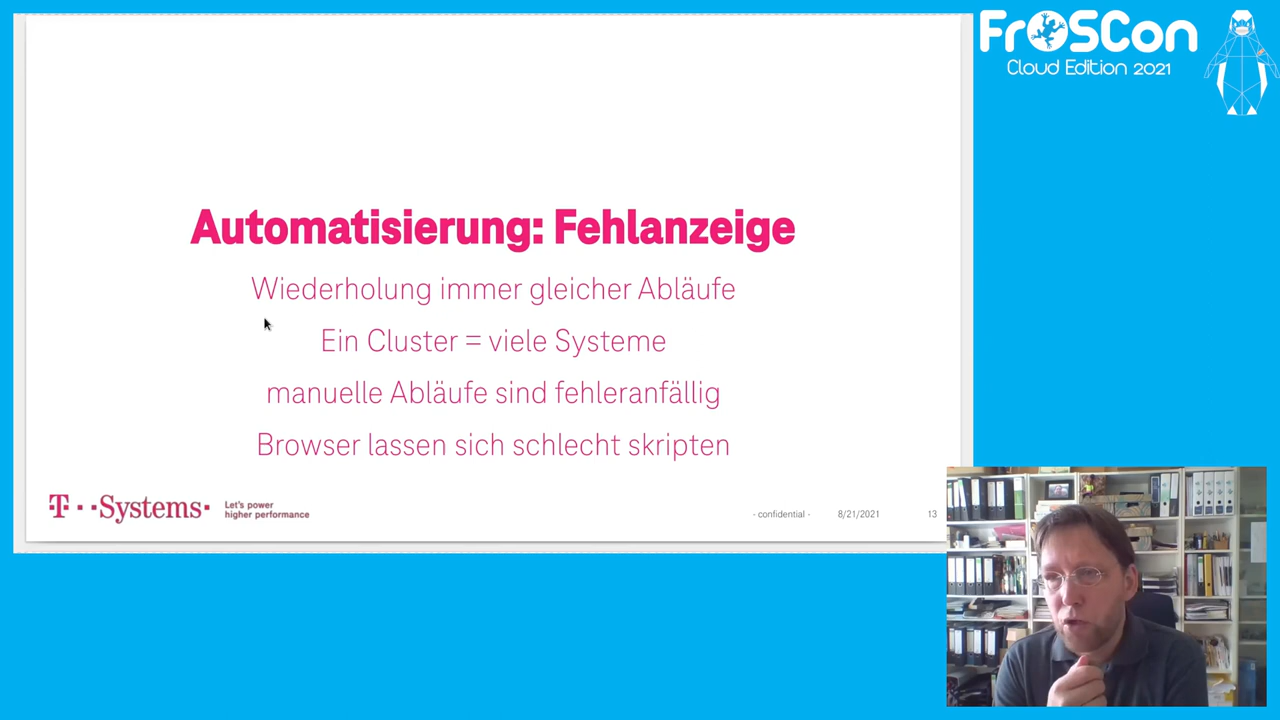 FrOSCon
Cloud Edition 2021
Automatisierung: Fehlanzeige
Wiederholung immer gleicher Abläufe
Ein Cluster = viele Systeme
manuelle Abläufe sind fehleranfällig
Browser lassen sich schlecht skripten
T··Systems·
Let's power
higher performance
- confidential -
8/21/2021
13